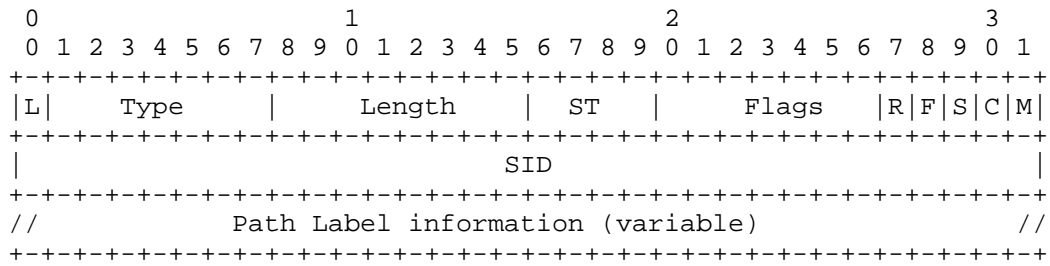 0                   1                   2                   3
 0 1 2 3 4 5 6 7 8 9 0 1 2 3 4 5 6 7 8 9 0 1 2 3 4 5 6 7 8 9 0 1
+-+-+-+-+-+-+-+-+-+-+-+-+-+-+-+-+-+-+-+-+-+-+-+-+-+-+-+-+-+-+-+-+
|L|    Type     |     Length    |  ST   |     Flags   |R|F|S|C|M|
+-+-+-+-+-+-+-+-+-+-+-+-+-+-+-+-+-+-+-+-+-+-+-+-+-+-+-+-+-+-+-+-+
|                              SID                              |
+-+-+-+-+-+-+-+-+-+-+-+-+-+-+-+-+-+-+-+-+-+-+-+-+-+-+-+-+-+-+-+-+
//            Path Label information (variable)                //
+-+-+-+-+-+-+-+-+-+-+-+-+-+-+-+-+-+-+-+-+-+-+-+-+-+-+-+-+-+-+-+-+